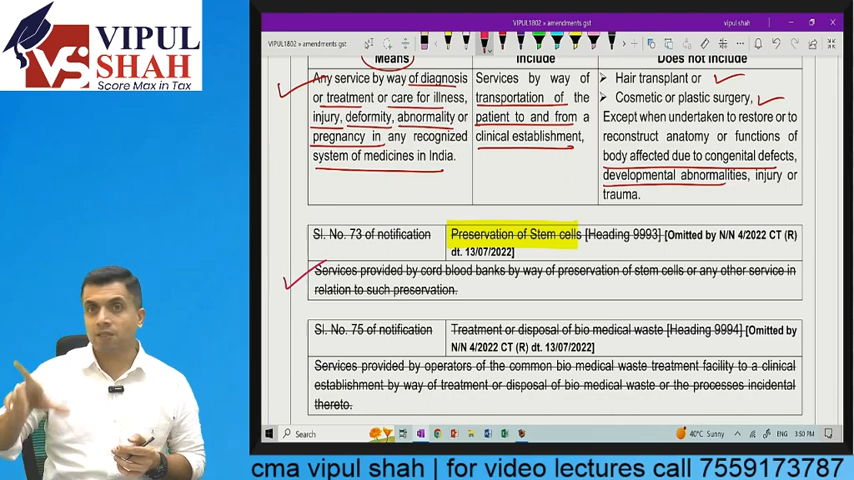 VIPUL
SHAH
VS
Score Max in Tax
VIPUL1802 » amendments gst
vipul shah
VIPUL1802 » amendments gst
Means
Include
Does not include
Any service by way of diagnosis
or treatment or care for illness,
injury, deformity, abnormality or
pregnancy in any recognized
system of medicines in India.
Services by way of
transportation of the
patient to and from a
clinical establishment,
Hair transplant or
Cosmetic or plastic surgery,
Except when undertaken to restore or to
reconstruct anatomy or functions of
body affected due to congenital defects,
developmental abnormalities, injury or
trauma.
Sl. No. 73 of notification
Preservation of Stem cells [Heading 9993] [Omitted by N/N 4/2022 CT (R)
dt. 13/07/2022]
Services provided by cord blood banks by way of preservation of stem cells or any other service in
relation to such preservation.
Sl. No. 75 of notification
Treatment or disposal of bio medical waste [Heading 9994] [Omitted by
N/N 4/2022 CT (R) dt. 13/07/2022]
Services provided by operators of the common bio medical waste treatment facility to a clinical
establishment by way of treatment or disposal of bio medical waste or the processes incidental
thereto.
Search
40°C Sunny
ENG
3:50 PM
cma vipul shah | for video lectures call 7559173787